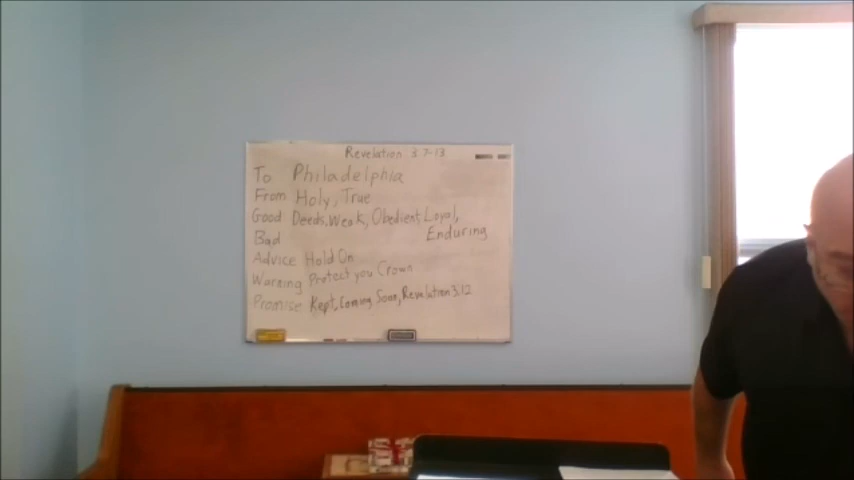 Revelation 3.7-13
To Philadelphia
From Holy, True
Good Deeds, Weak, Obedient, Loyal,
Enduring
Bad
Advice Hold On
Warning Protect you Crown
Promise Kept, Coming Soon, Revelation 3.12